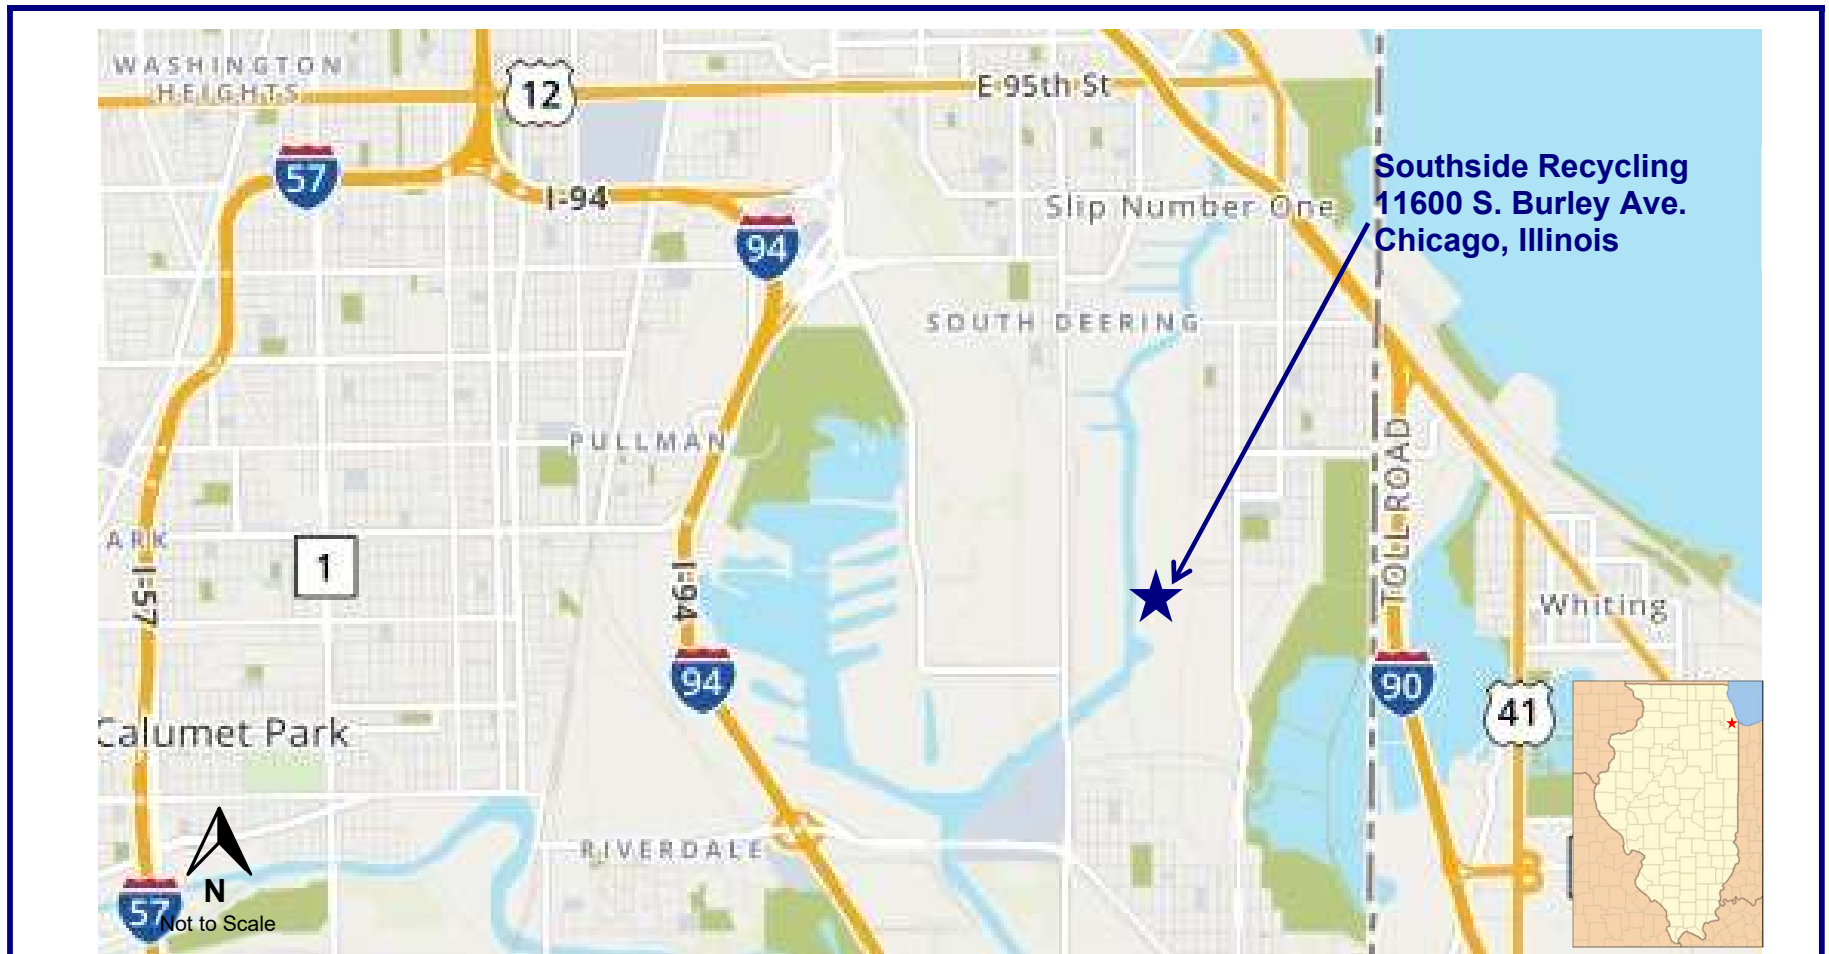 WASHINGTON
HEIGHTS
12
E 95th St
57
I-94
94
Southside Recycling
11600 S. Burley Ave.
Chicago, Illinois
Slip Number One
SOUTH DEERING
PULLMAN
TOLL ROAD
ARK
1
I-57
I-94
Whiting
94
90
41
Calumet Park
RIVERDALE
N
57
Not to Scale